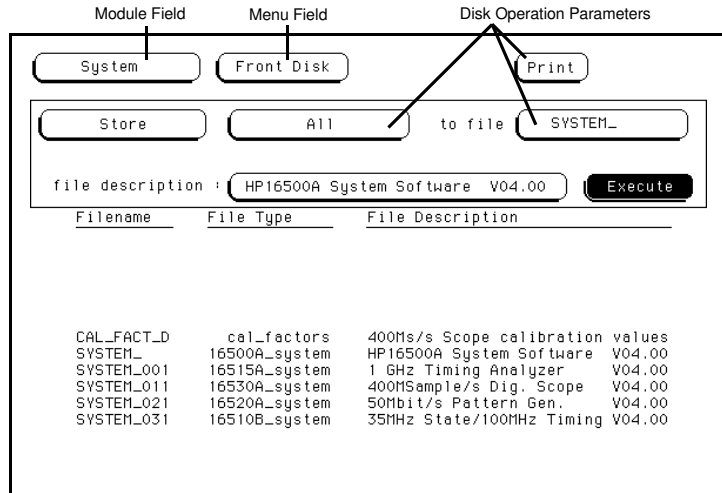 Module Field Menu Field Disk Operation Parameters
System Front Disk Print
Store All to file SYSTEM_
file description : HP16500A System Software V04.00 Execute
Filename File Type File Description
CAL_FACT_D cal_factors 400Ms/s Scope calibration values
SYSTEM_ 16500A_system HP16500A System Software V04.00
SYSTEM_001 16515A_system 1 GHz Timing Analyzer V04.00
SYSTEM_011 16530A_system 400MSample/s Dig. Scope V04.00
SYSTEM_021 16520A_system 50Mbit/s Pattern Gen. V04.00
SYSTEM_031 16510B_system 35MHz State/100MHz Timing V04.00